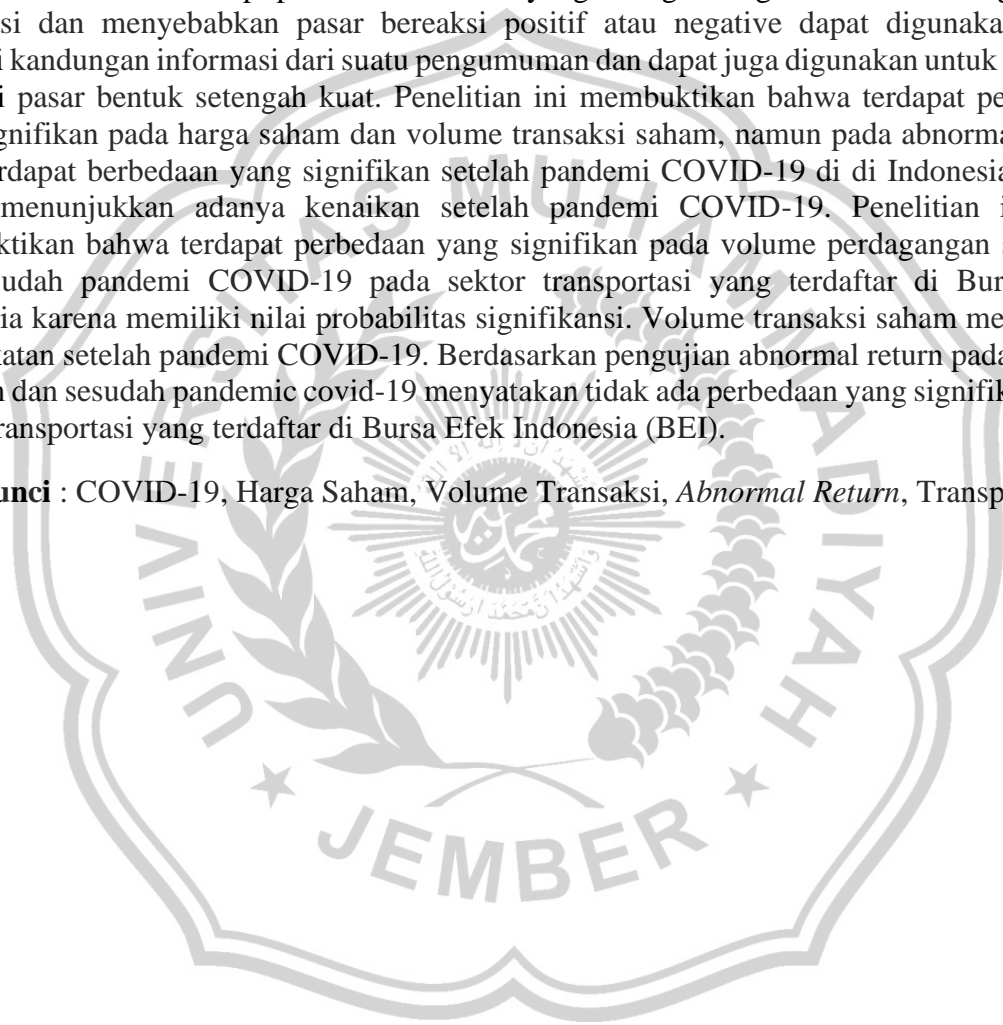 si dan menyebabkan pasar bereaksi positif atau negative dapat digunaka
i kandungan informasi dari suatu pengumuman dan dapat juga digunakan untuk
i pasar bentuk setengah kuat. Penelitian ini membuktikan bahwa terdapat pe
gnifikan pada harga saham dan volume transaksi saham, namun pada abnorma
rdapat berbedaan yang signifikan setelah pandemi COVID-19 di di Indonesia
menunjukkan adanya kenaikan setelah pandemi COVID-19. Penelitian i
ktikan bahwa terdapat perbedaan yang signifikan pada volume perdagangan s
udah pandemi COVID-19 pada sektor transportasi yang terdaftar di Bur
ia karena memiliki nilai probabilitas signifikansi. Volume transaksi saham me
katan setelah pandemi COVID-19. Berdasarkan pengujian abnormal return pada
n dan sesudah pandemic covid-19 menyatakan tidak ada perbedaan yang signifik
ransportasi yang terdaftar di Bursa Efek Indonesia (BEI).
unci : COVID-19, Harga Saham, Volume Transaksi, Abnormal Return, Transp
UNIVERSITAS MUHAMMADIYAH
JEMBER